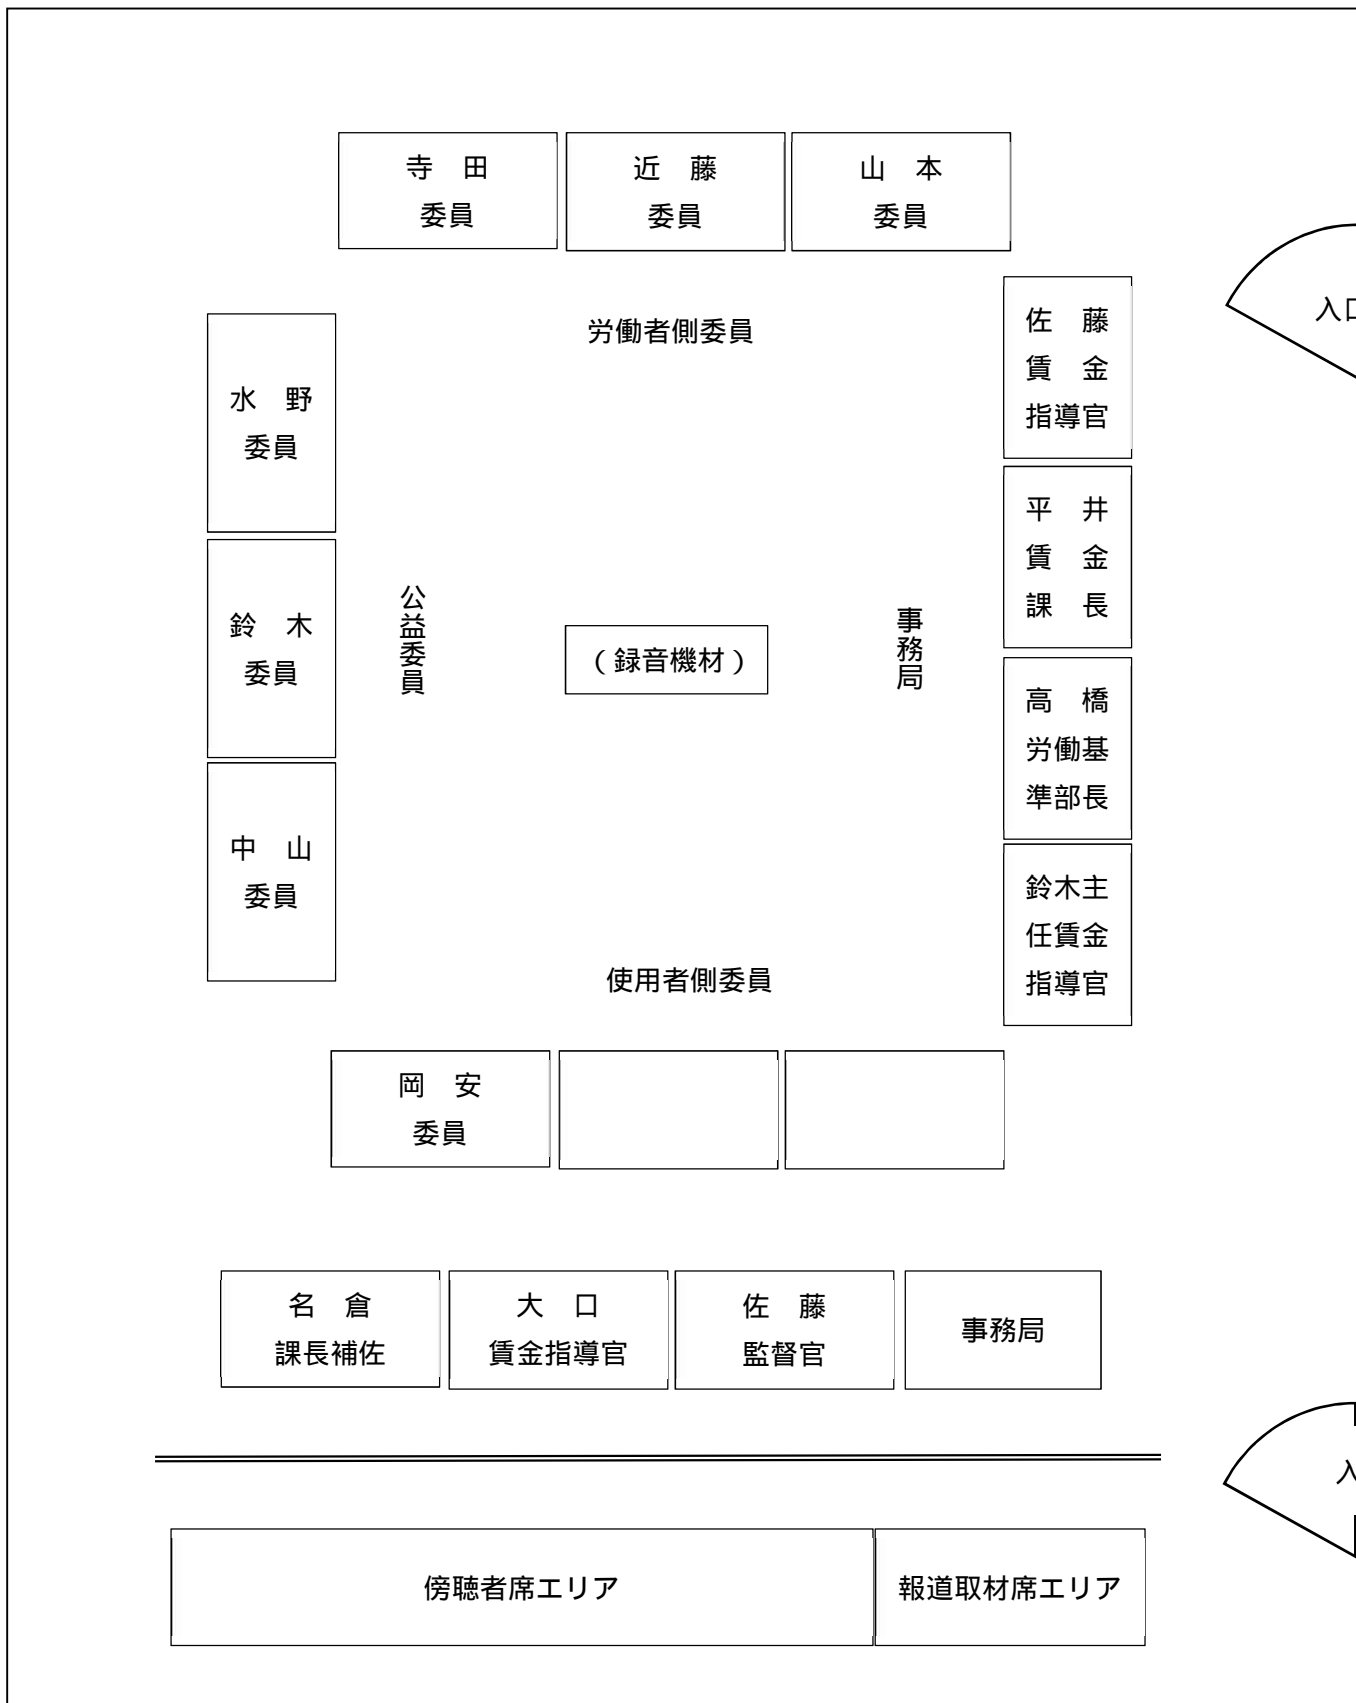 寺　田
委員
近　藤
委員
山　本
委員
労働者側委員
入口
水　野
委員
鈴　木
委員
中　山
委員
公益委員
（録音機材）
事務局
佐　藤
賃　金
指導官
平　井
賃　金
課　長
高　橋
労働基
準部長
鈴木主
任賃金
指導官
使用者側委員
岡　安
委員
名　倉
課長補佐
大　口
賃金指導官
佐　藤
監督官
事務局
入
傍聴者席エリア
報道取材席エリア